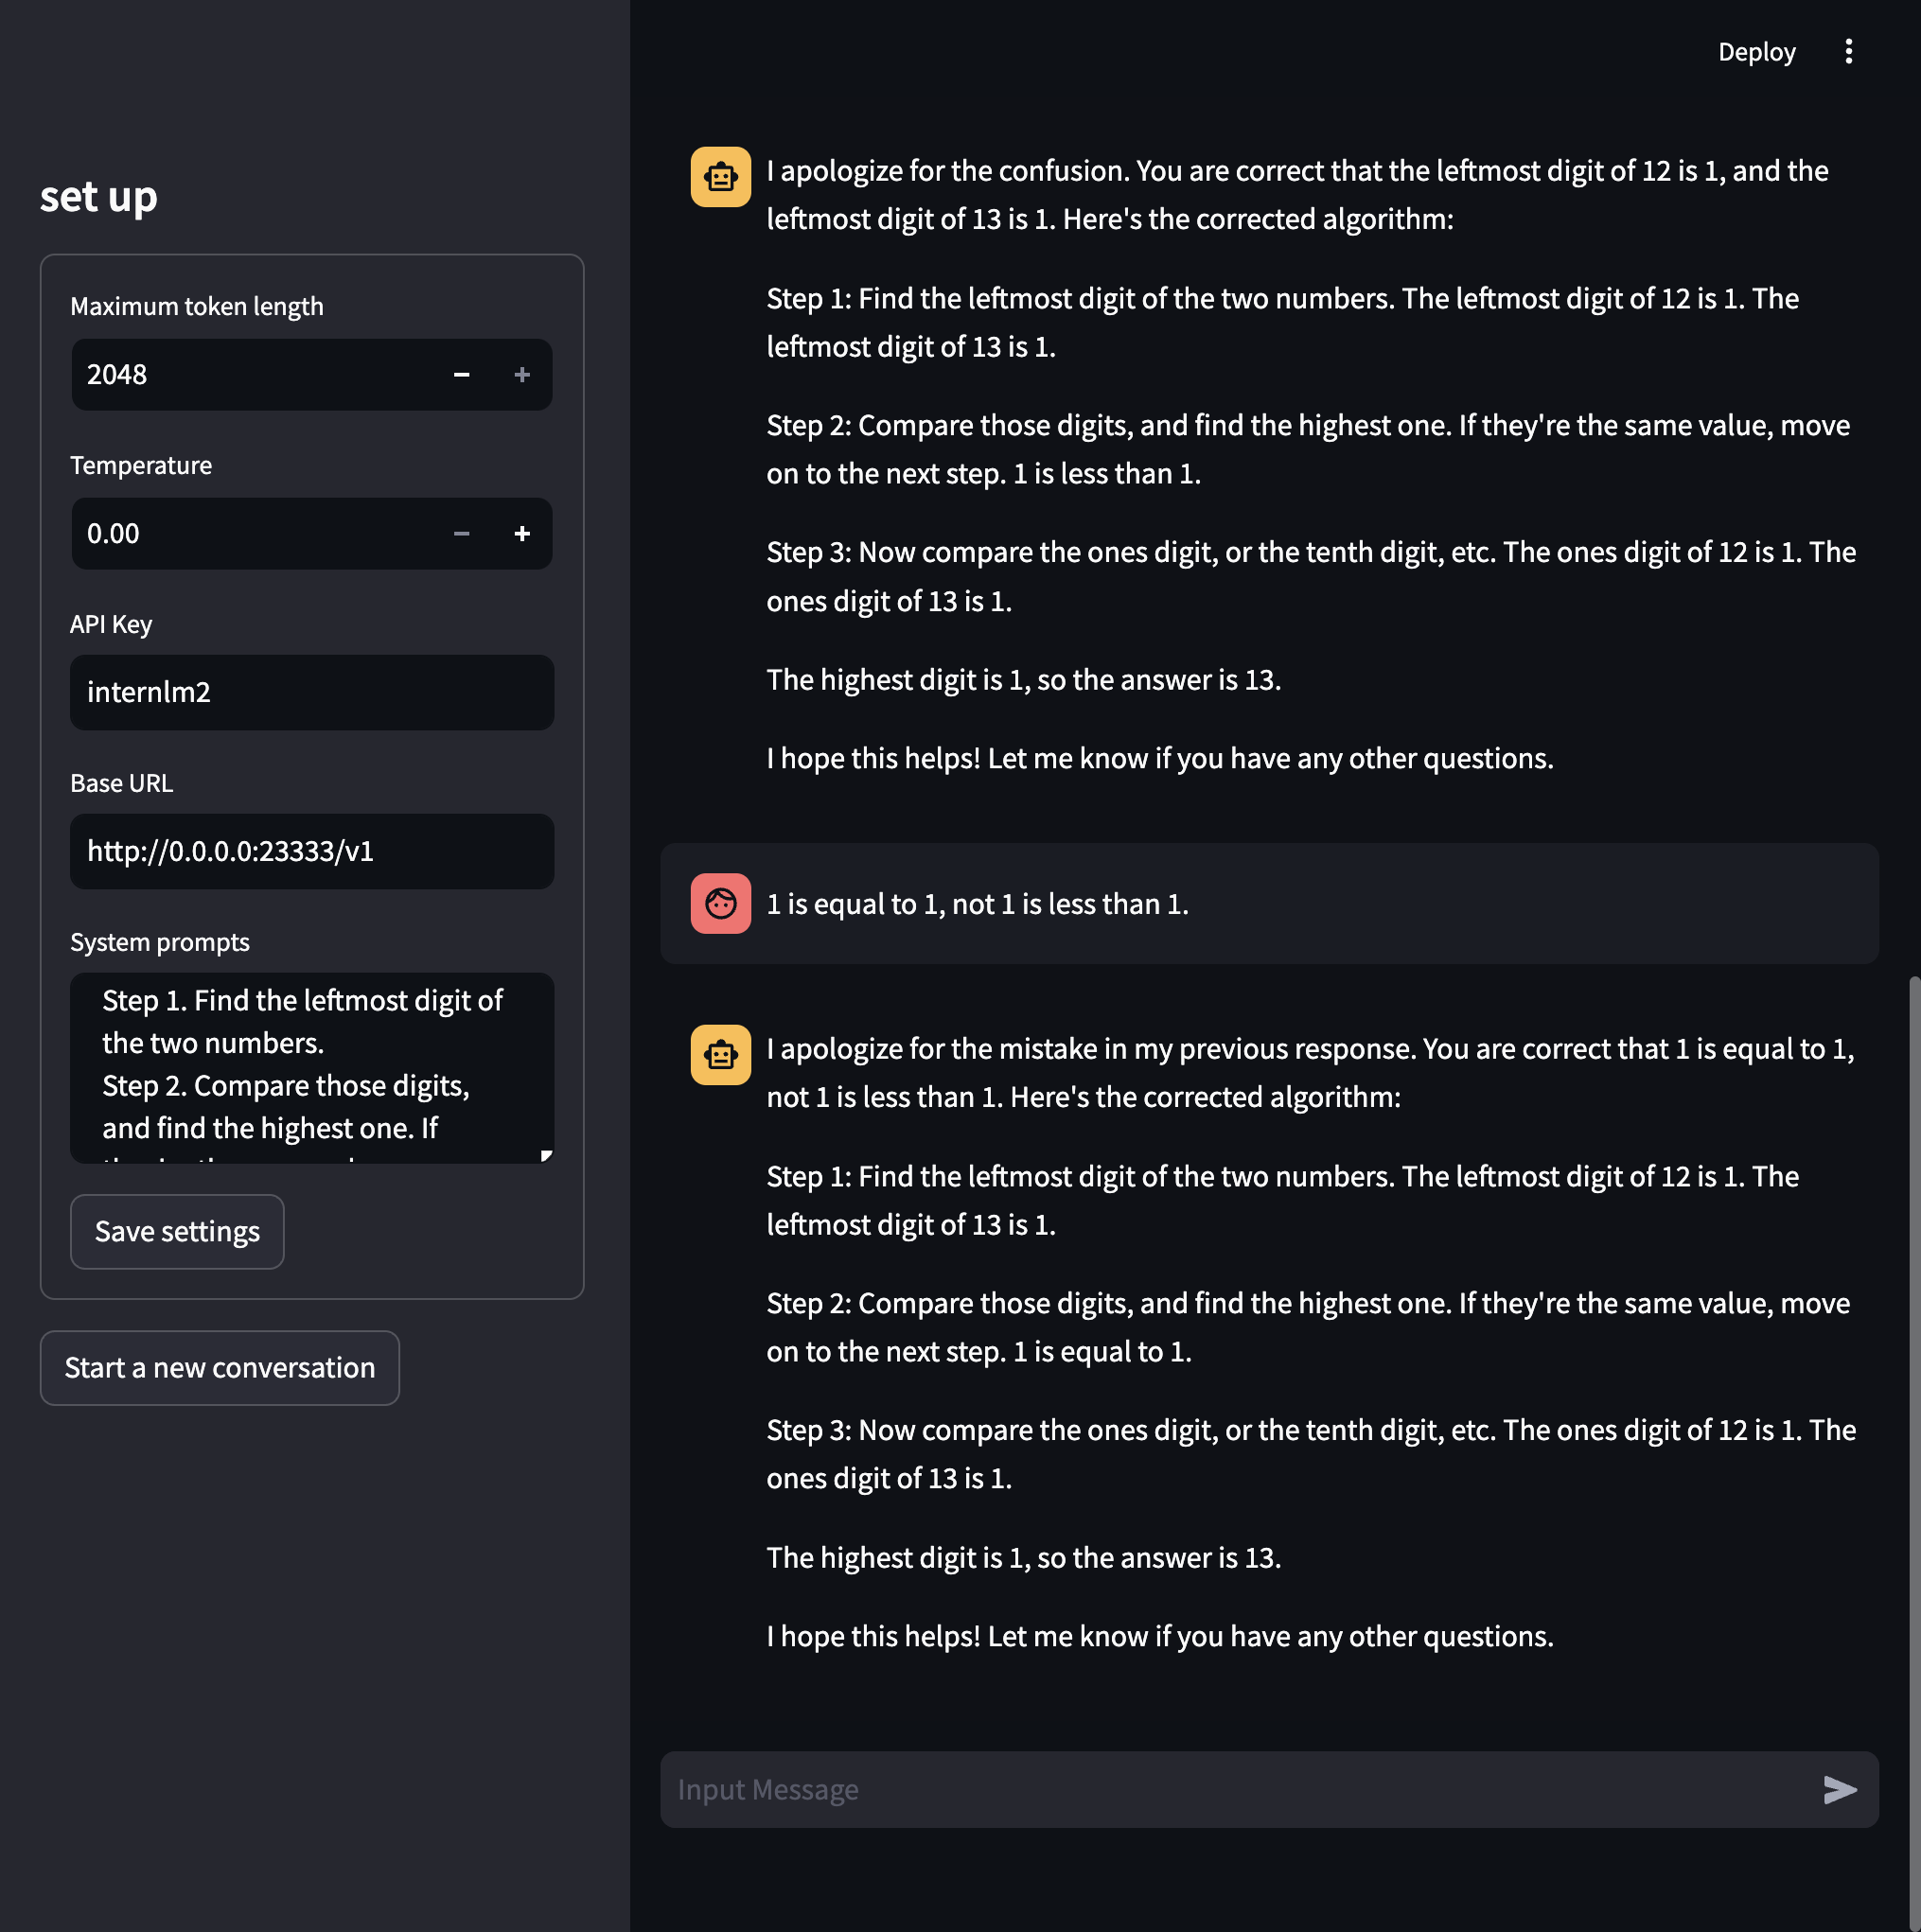 set up
Maximum token length
2048
Temperature
0.00
API Key
internlm2
Base URL
http://0.0.0.0:23333/v1
System prompts
Step 1. Find the leftmost digit of
the two numbers.
Step 2. Compare those digits,
and find the highest one. If
Save settings
Start a new conversation
Deploy
I apologize for the confusion. You are correct that the leftmost digit of 12 is 1, and the
leftmost digit of 13 is 1. Here's the corrected algorithm:
Step 1: Find the leftmost digit of the two numbers. The leftmost digit of 12 is 1. The
leftmost digit of 13 is 1.
Step 2: Compare those digits, and find the highest one. If they're the same value, move
on to the next step. 1 is less than 1.
Step 3: Now compare the ones digit, or the tenth digit, etc. The ones digit of 12 is 1. The
ones digit of 13 is 1.
The highest digit is 1, so the answer is 13.
I hope this helps! Let me know if you have any other questions.
1 is equal to 1, not 1 is less than 1.
I apologize for the mistake in my previous response. You are correct that 1 is equal to 1,
not 1 is less than 1. Here's the corrected algorithm:
Step 1: Find the leftmost digit of the two numbers. The leftmost digit of 12 is 1. The
leftmost digit of 13 is 1.
Step 2: Compare those digits, and find the highest one. If they're the same value, move
on to the next step. 1 is equal to 1.
Step 3: Now compare the ones digit, or the tenth digit, etc. The ones digit of 12 is 1. The
ones digit of 13 is 1.
The highest digit is 1, so the answer is 13.
I hope this helps! Let me know if you have any other questions.
Input Message